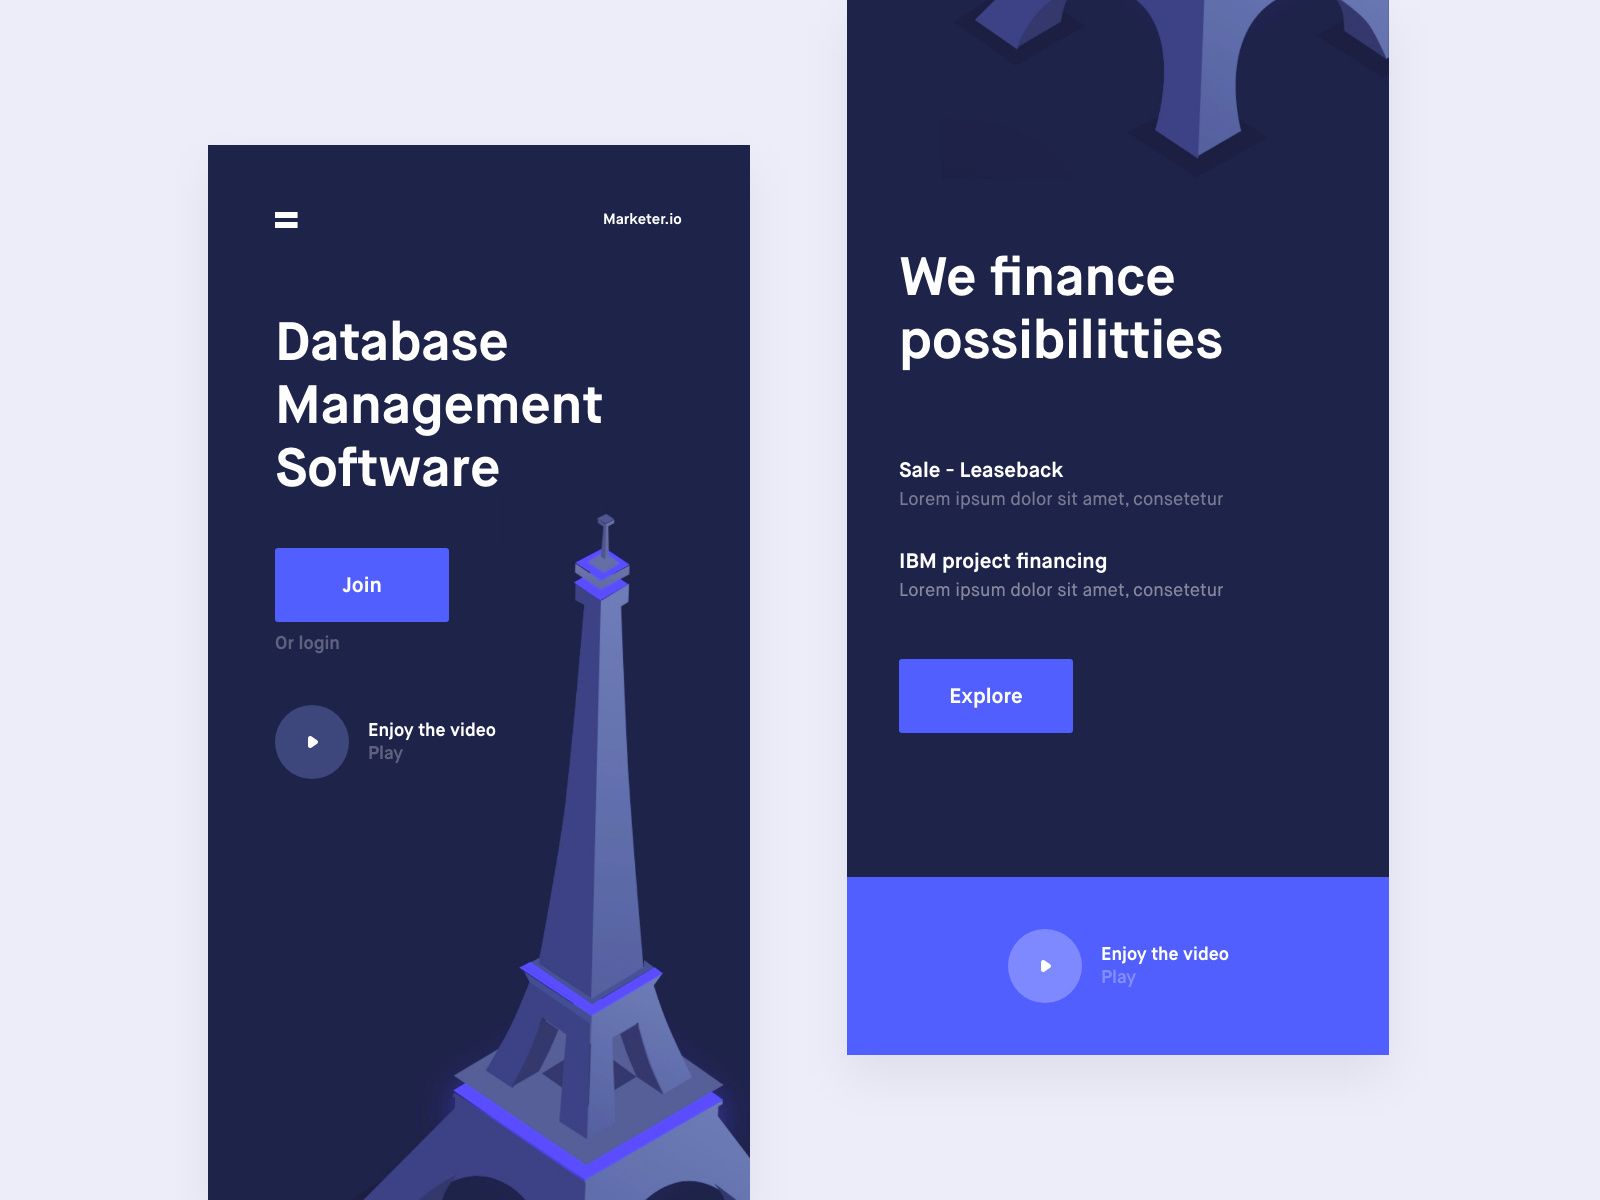 Marketer.io
Database
Management
Software
Join
Or login
Enjoy the video
Play
We finance
possibilitties
Sale - Leaseback
Lorem ipsum dolor sit amet, consetetur
IBM project financing
Lorem ipsum dolor sit amet, consetetur
Explore
Enjoy the video
Play